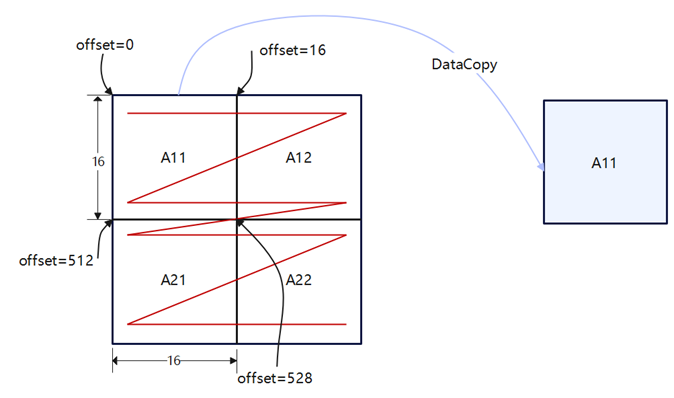 offset=0
offset=16
DataCopy
16
A11
A12
A11
offset=512
A21
A22
16
offset=528